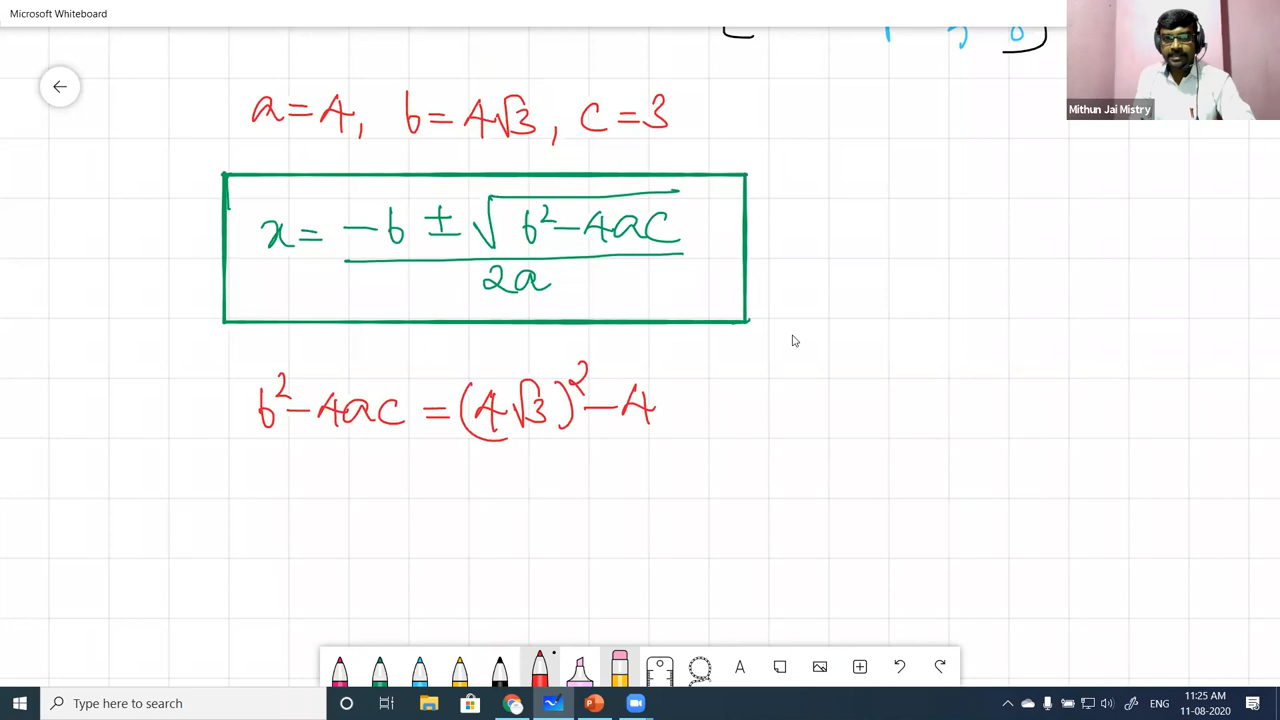 Microsoft Whiteboard
Mithun Jai Mistry
a=4, b=4√3, c=3
x= -b ± √b²-4ac
2a
b²-4ac = (4√3)²-4
A
Type here to search
ENG
11:25 AM
11-08-2020